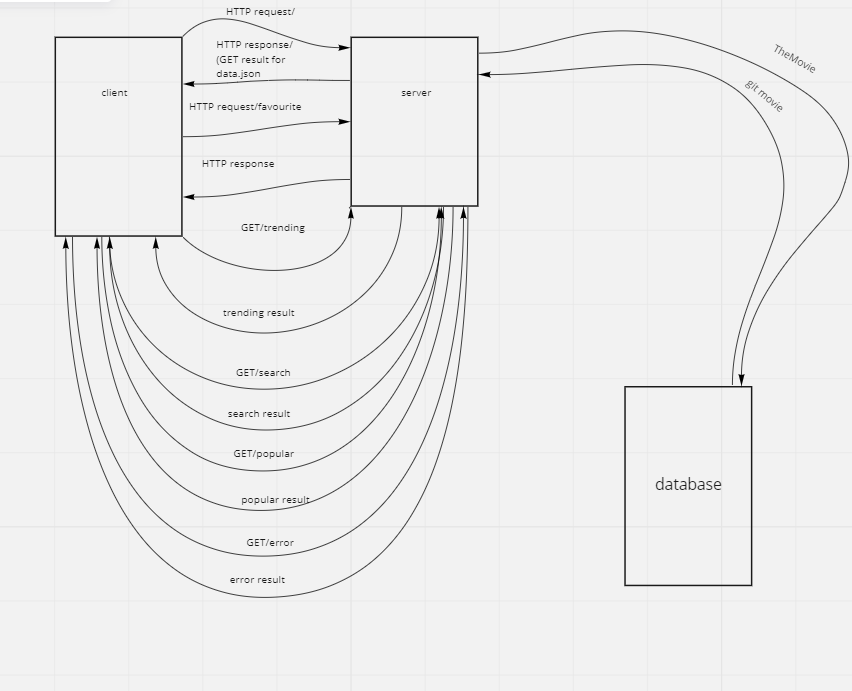 HTTP request/
HTTP response/
(GET result for
data.json
client
server
HTTP request/favourite
HTTP response
GET/trending
trending result
GET/search
search result
GET/popular
popular result
GET/error
error result
TheMovie
git movie
database